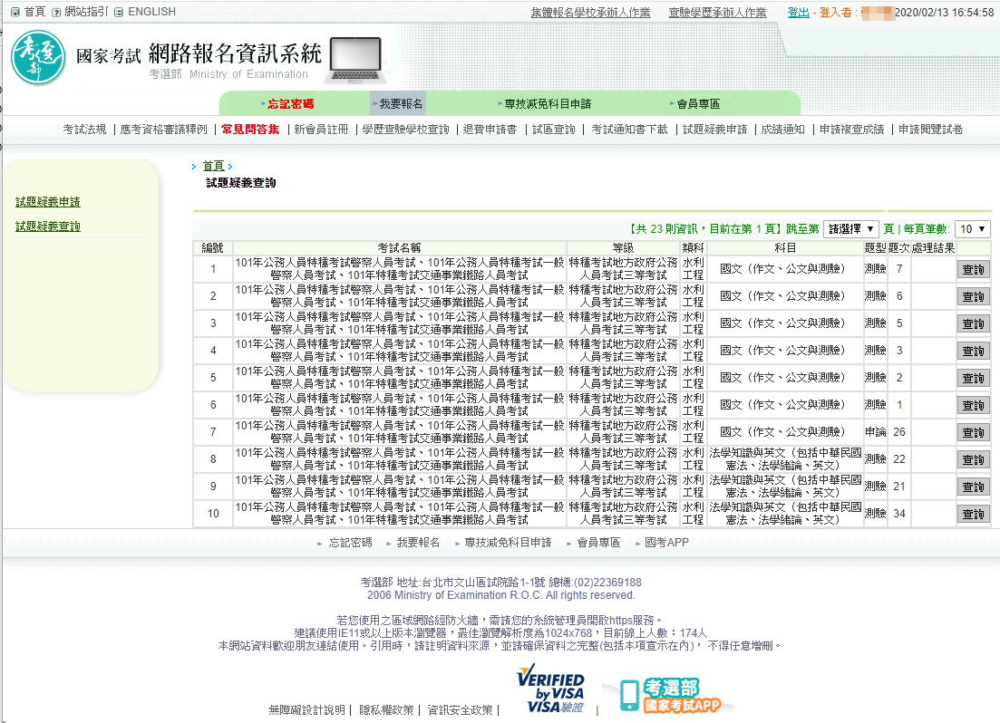 首頁 網站指引 ENGLISH 集體報名學校承辦人作業 查驗學歷承辦人作業 登出 - 登入者 : 2020/02/13 16:54:58
考選部 國家考試 網路報名資訊系統
考選部 Ministry of Examination
忘記密碼 我要報名 專技減免科目申請 會員專區
考試法規 | 應考資格審議釋例 | 常見問答集 | 新會員註冊 | 學歷查驗學校查詢 | 退費申請書 | 試區查詢 | 考試通知書下載 | 試題疑義申請 | 成績通知 | 申請複查成績 | 申請閱覽試卷
首頁
試題疑義查詢
試題疑義申請
試題疑義查詢
【共 23 則資訊，目前在第 1 頁】跳至第 請選擇 頁 | 每頁筆數: 10
編號 考試名稱 等級 類科 科目 題型 題次 處理結果
1 101年公務人員特種考試警察人員考試、101年公務人員特種考試一般 特種考試地方政府公務 水利 國文（作文、公文與測驗） 測驗 7 查詢
警察人員考試、101年特種考試交通事業鐵路人員考試 人員考試三等考試 工程
2 101年公務人員特種考試警察人員考試、101年公務人員特種考試一般 特種考試地方政府公務 水利 國文（作文、公文與測驗） 測驗 6 查詢
警察人員考試、101年特種考試交通事業鐵路人員考試 人員考試三等考試 工程
3 101年公務人員特種考試警察人員考試、101年公務人員特種考試一般 特種考試地方政府公務 水利 國文（作文、公文與測驗） 測驗 5 查詢
警察人員考試、101年特種考試交通事業鐵路人員考試 人員考試三等考試 工程
4 101年公務人員特種考試警察人員考試、101年公務人員特種考試一般 特種考試地方政府公務 水利 國文（作文、公文與測驗） 測驗 3 查詢
警察人員考試、101年特種考試交通事業鐵路人員考試 人員考試三等考試 工程
5 101年公務人員特種考試警察人員考試、101年公務人員特種考試一般 特種考試地方政府公務 水利 國文（作文、公文與測驗） 測驗 2 查詢
警察人員考試、101年特種考試交通事業鐵路人員考試 人員考試三等考試 工程
6 101年公務人員特種考試警察人員考試、101年公務人員特種考試一般 特種考試地方政府公務 水利 國文（作文、公文與測驗） 測驗 1 查詢
警察人員考試、101年特種考試交通事業鐵路人員考試 人員考試三等考試 工程
7 101年公務人員特種考試警察人員考試、101年公務人員特種考試一般 特種考試地方政府公務 水利 國文（作文、公文與測驗） 申論 26 查詢
警察人員考試、101年特種考試交通事業鐵路人員考試 人員考試三等考試 工程
8 101年公務人員特種考試警察人員考試、101年公務人員特種考試一般 特種考試地方政府公務 水利 法學知識與英文（包括中華民國 測驗 22 查詢
警察人員考試、101年特種考試交通事業鐵路人員考試 人員考試三等考試 工程 憲法、法學緒論、英文）
9 101年公務人員特種考試警察人員考試、101年公務人員特種考試一般 特種考試地方政府公務 水利 法學知識與英文（包括中華民國 測驗 21 查詢
警察人員考試、101年特種考試交通事業鐵路人員考試 人員考試三等考試 工程 憲法、法學緒論、英文）
10 101年公務人員特種考試警察人員考試、101年公務人員特種考試一般 特種考試地方政府公務 水利 法學知識與英文（包括中華民國 測驗 34 查詢
警察人員考試、101年特種考試交通事業鐵路人員考試 人員考試三等考試 工程 憲法、法學緒論、英文）
忘記密碼 我要報名 專技減免科目申請 會員專區 國考APP
考選部 地址:台北市文山區試院路1-1號 總機:(02)22369188
2006 Ministry of Examination R.O.C. All rights reserved.
若您使用之區域網路經防火牆，需請您的系統管理員開啟https服務。
建議使用IE11或以上版本瀏覽器，最佳瀏覽解析度為1024x768，目前線上人數：174人
本網站資料歡迎朋友連結使用。引用時，請註明資料來源，並請確保資料之完整(包括本項宣示在內)， 不得任意增刪。
無障礙設計說明 | 隱私權政策 | 資訊安全政策 | VERIFIED by VISA VISA驗證 | 考選部 國家考試APP